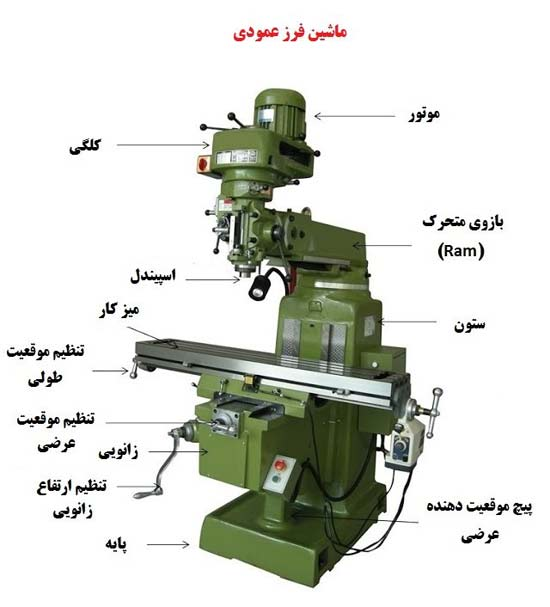 ماشین فرز عمودی
موتور
کلگی
بازوی متحرک
(Ram)
اسپیندل
میز کار
ستون
تنظیم موقعیت
طولی
تنظیم موقعیت
عرضی
زانویی
تنظیم ارتفاع
زانویی
پیچ موقعیت دهنده
عرضی
پایه